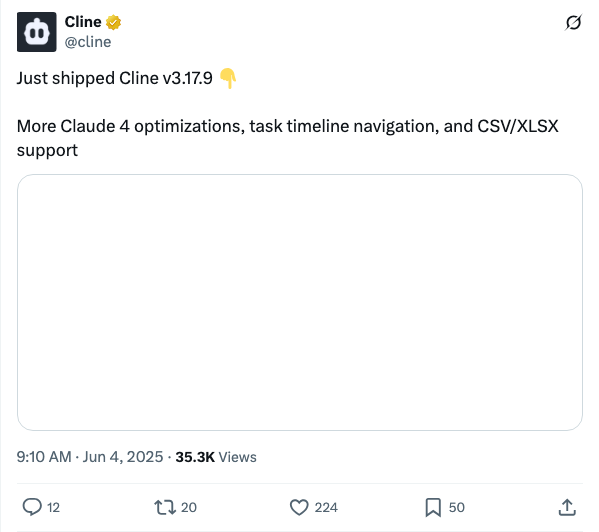 Cline
@cline
Just shipped Cline v3.17.9 👇
More Claude 4 optimizations, task timeline navigation, and CSV/XLSX
support
9:10 AM · Jun 4, 2025 · 35.3K Views
12 20 224 50